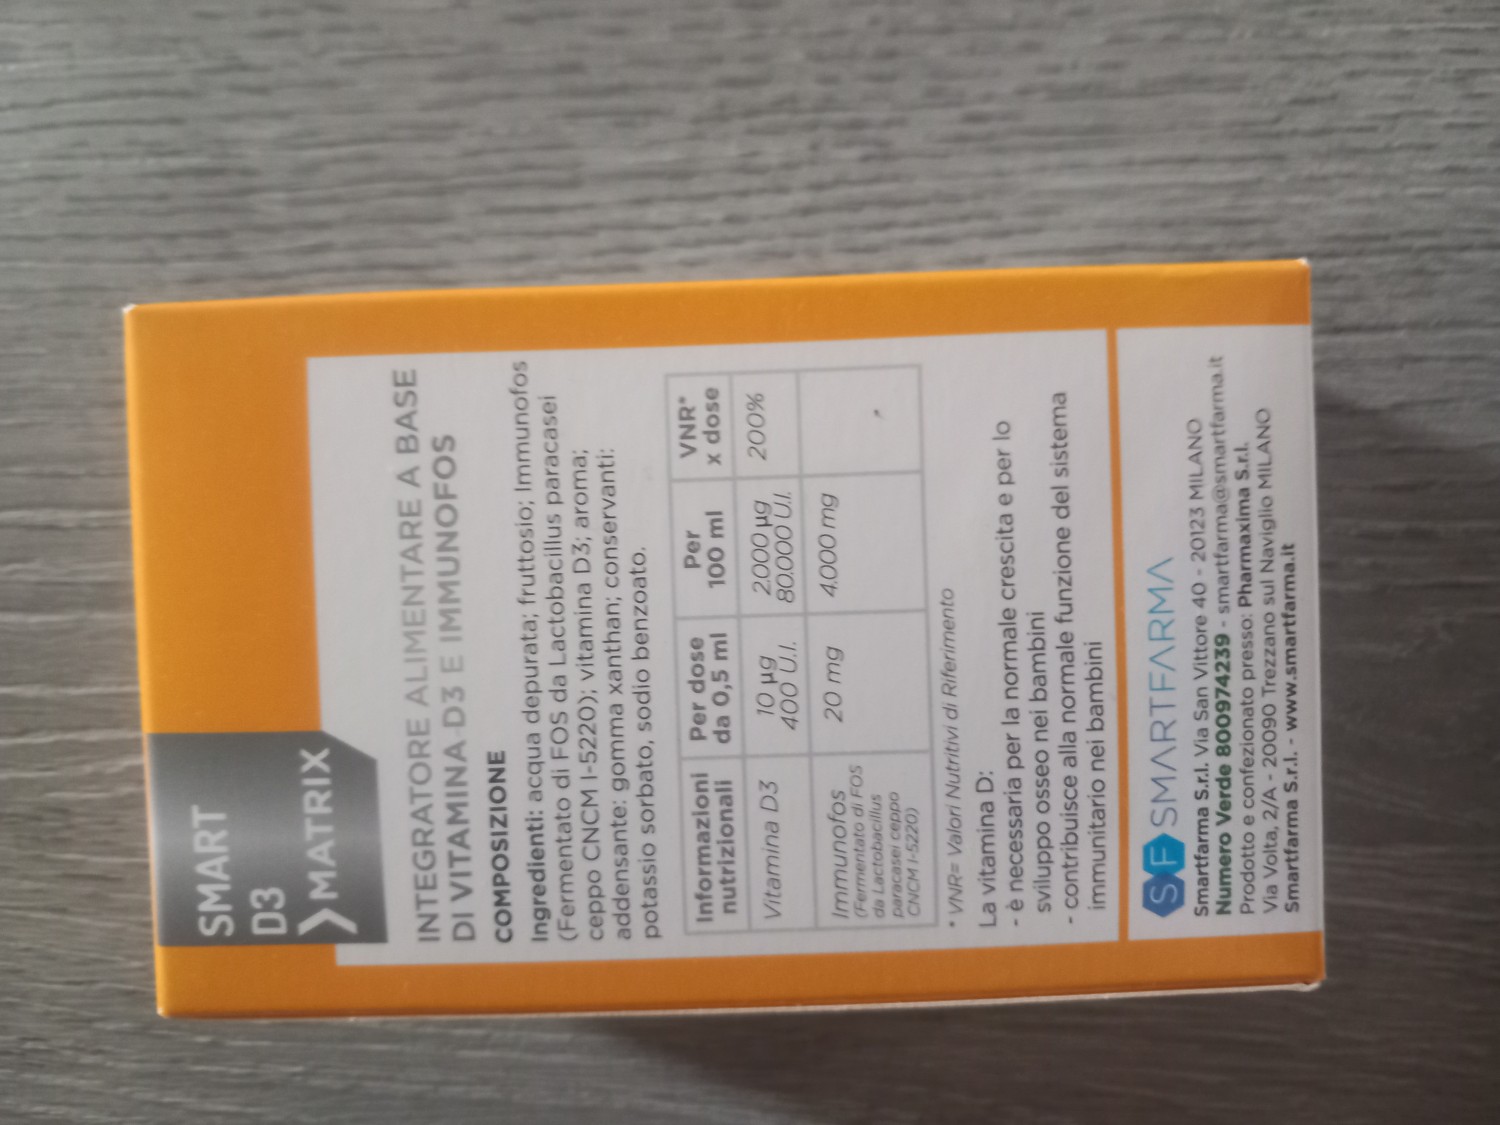 SMART
D3
MATRIX
INTEGRATORE ALIMENTARE A BASE
DI VITAMINA D3 E IMMUNOFOS
COMPOSIZIONE
Ingredienti: acqua depurata; fruttosio; Immunofos
(Fermentato di FOS da Lactobacillus paracasei
ceppo CNCM I-5220); vitamina D3; aroma;
addensante: gomma xanthan; conservanti:
potassio sorbato, sodio benzoato.
Informazioni nutrizionali Per dose da 0,5 ml Per 100 ml VNR* x dose
Vitamina D3 10 µg 400 U.I. 2.000 µg 80.000 U.I. 200%
Immunofos 20 mg 4.000 mg
(Fermentato di FOS
da Lactobacillus
paracasei ceppo
CNCM I-5220)
* VNR= Valori Nutritivi di Riferimento
La vitamina D:
- è necessaria per la normale crescita e per lo
sviluppo osseo nei bambini
- contribuisce alla normale funzione del sistema
immunitario nei bambini
SF SMARTFARMA
Smartfarma S.r.l. Via San Vittore 40 - 20123 MILANO
Numero Verde 800974239 - smartfarma@smartfarma.it
Prodotto e confezionato presso: Pharmaxima S.r.l.
Via Volta, 2/A - 20090 Trezzano sul Naviglio MILANO
Smartfarma S.r.l. - www.smartfarma.it